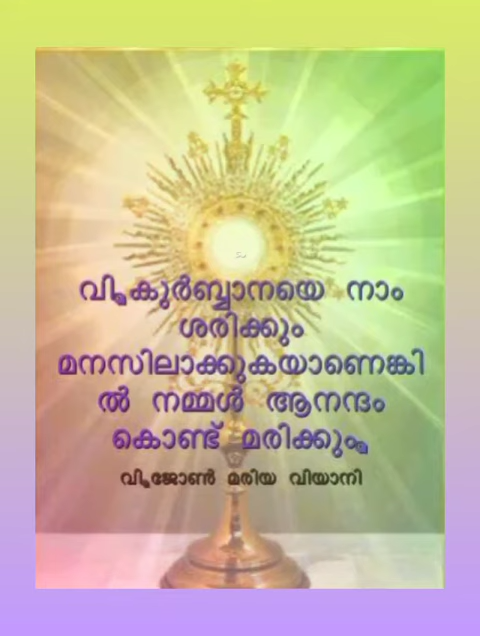 വി.കുർബ്ബാനയെ നാം
ശരിക്കും
മനസിലാക്കുകയാണെങ്കി
ൽ നമ്മൾ ആനന്ദം
കൊണ്ട് മരിക്കും.
വി.ജോൺ മരിയ വിയാനി